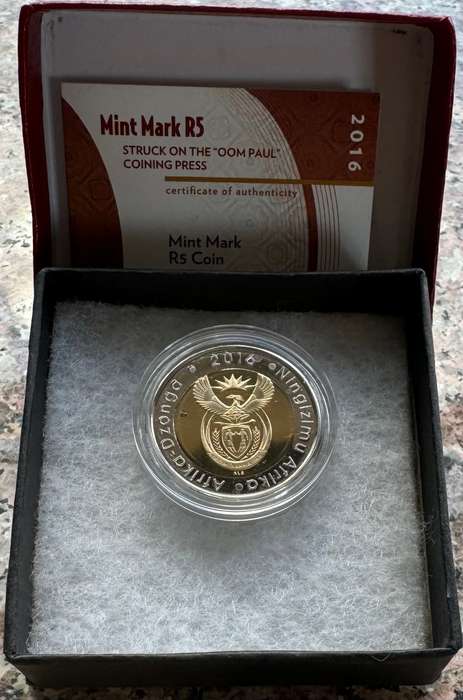 Mint Mark R5
STRUCK ON THE "OOM PAUL"
COINING PRESS
certificate of authenticity
2016
Mint Mark
R5 Coin
Afrika-Dzonga 2016 Ningizimu Afrika